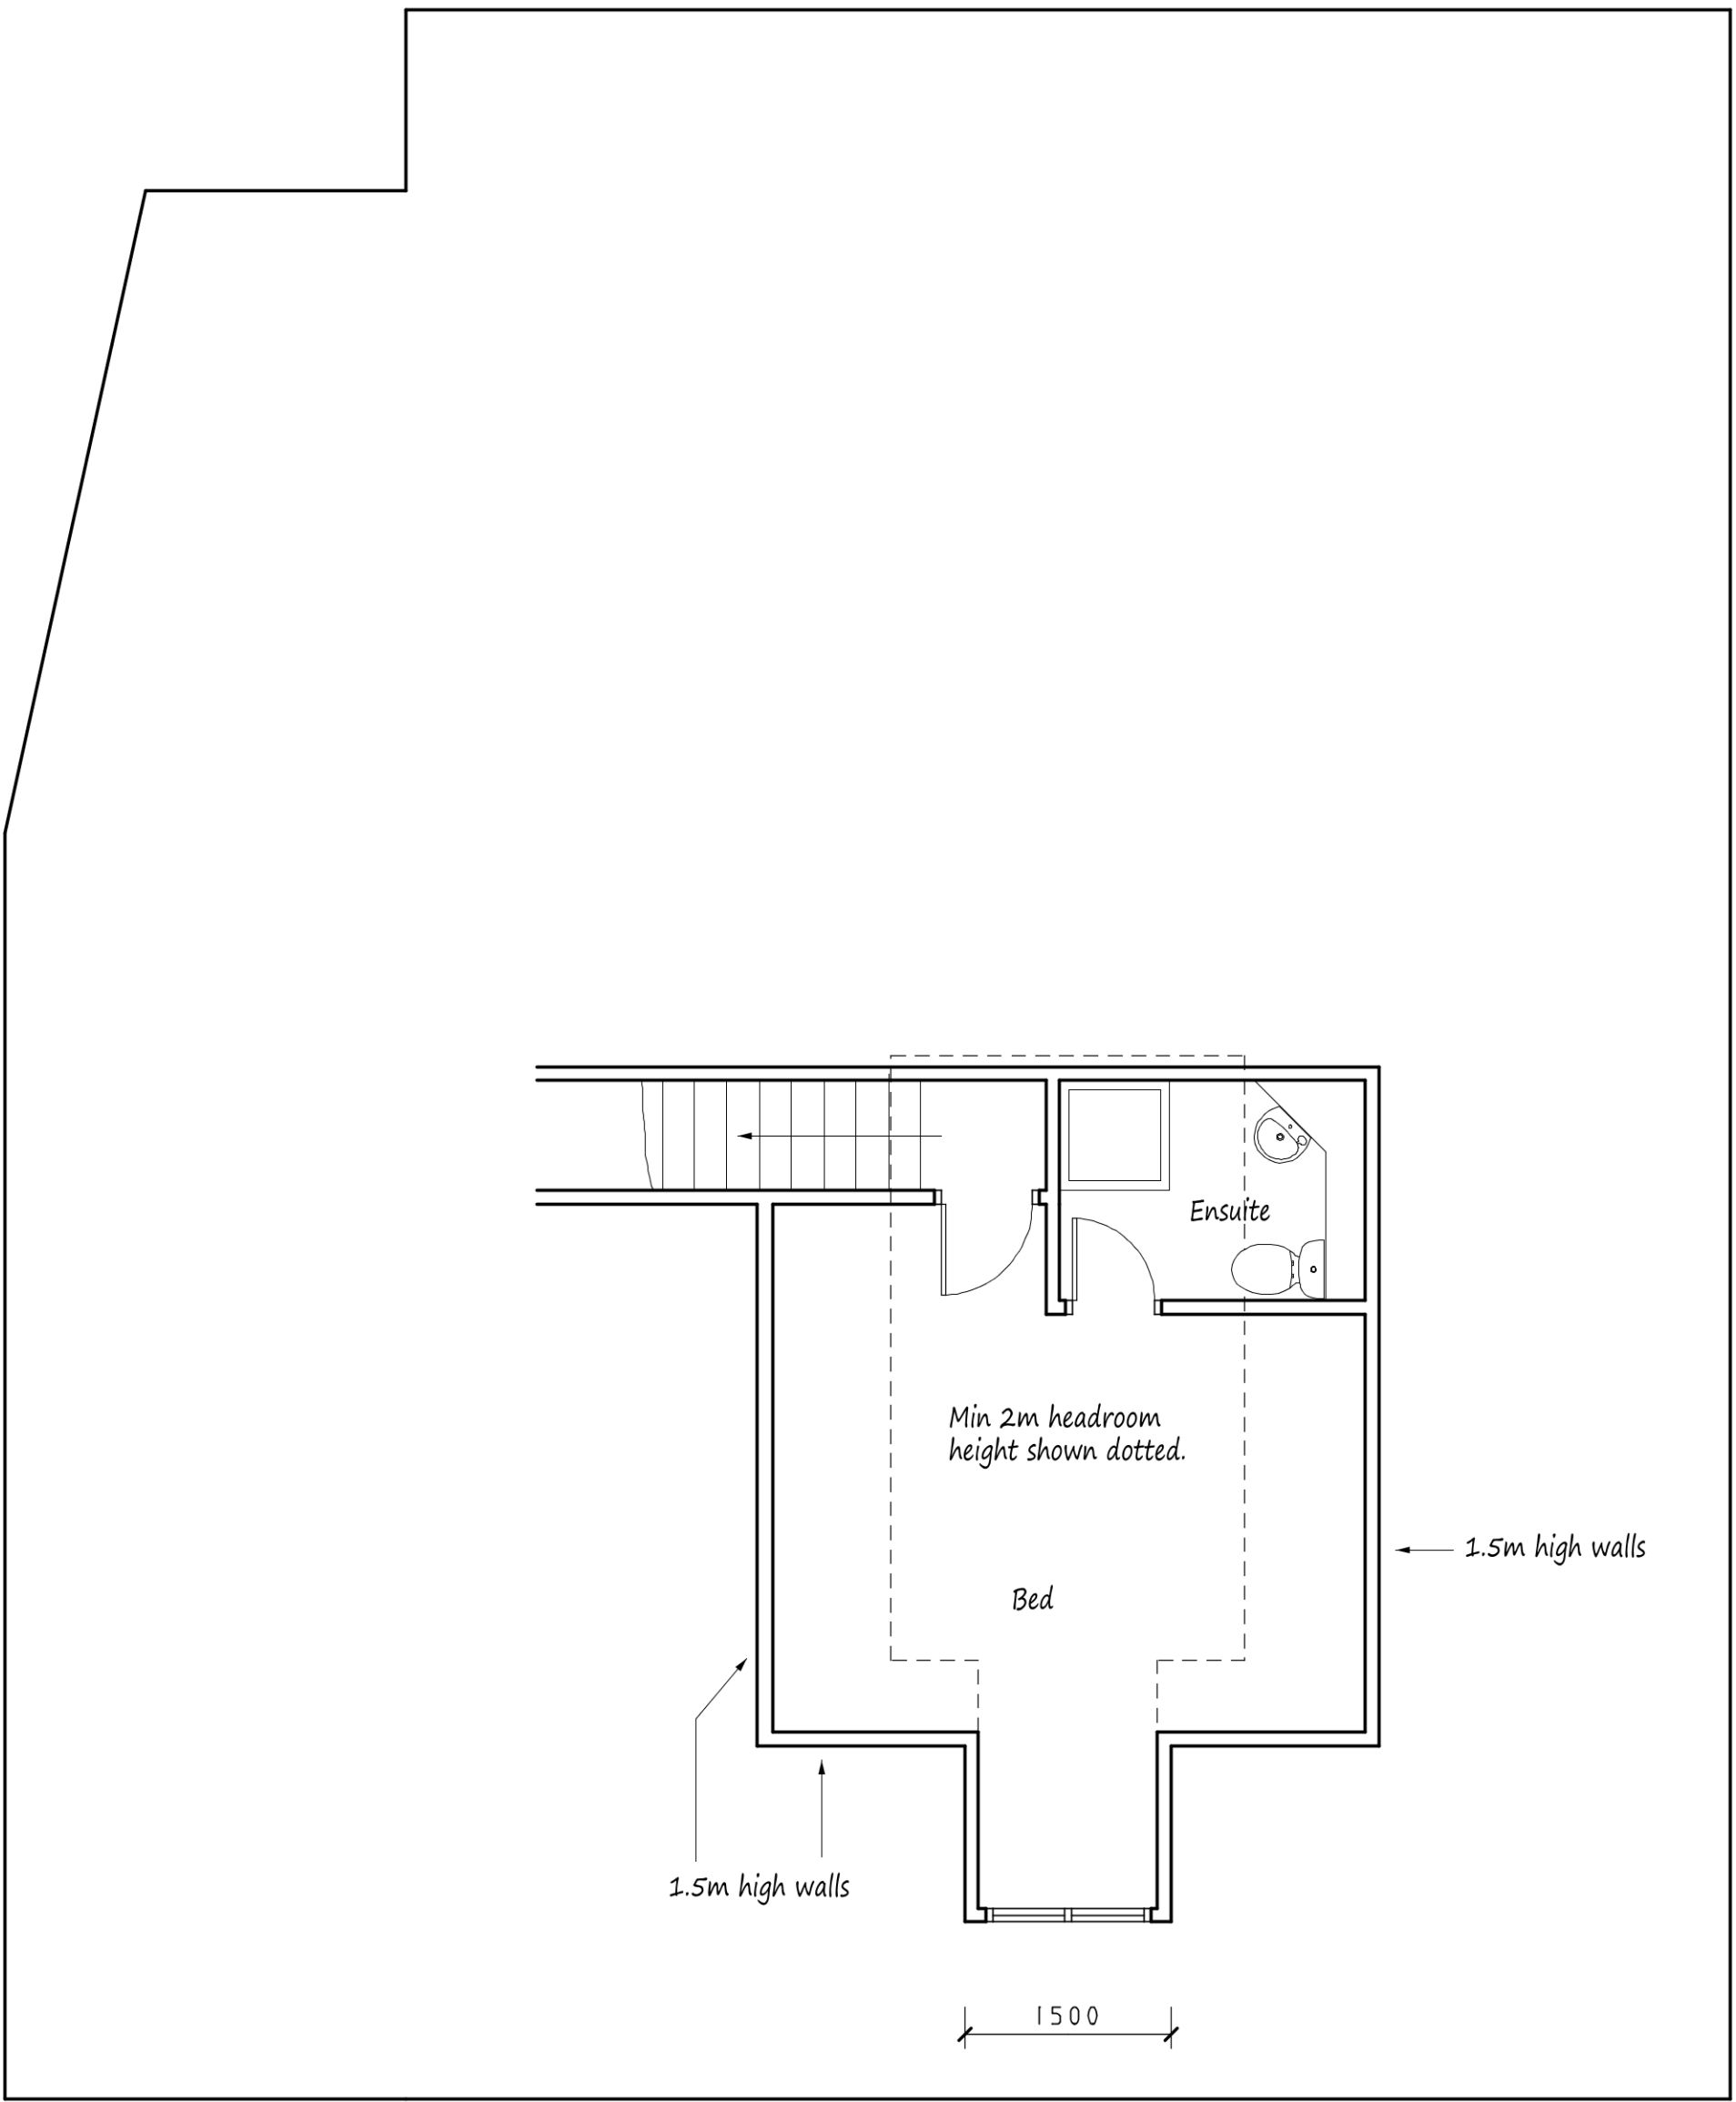 Ensuite
Min 2m headroom
height shown dotted.
1.5m high walls
Bed
1.5m high walls
1500